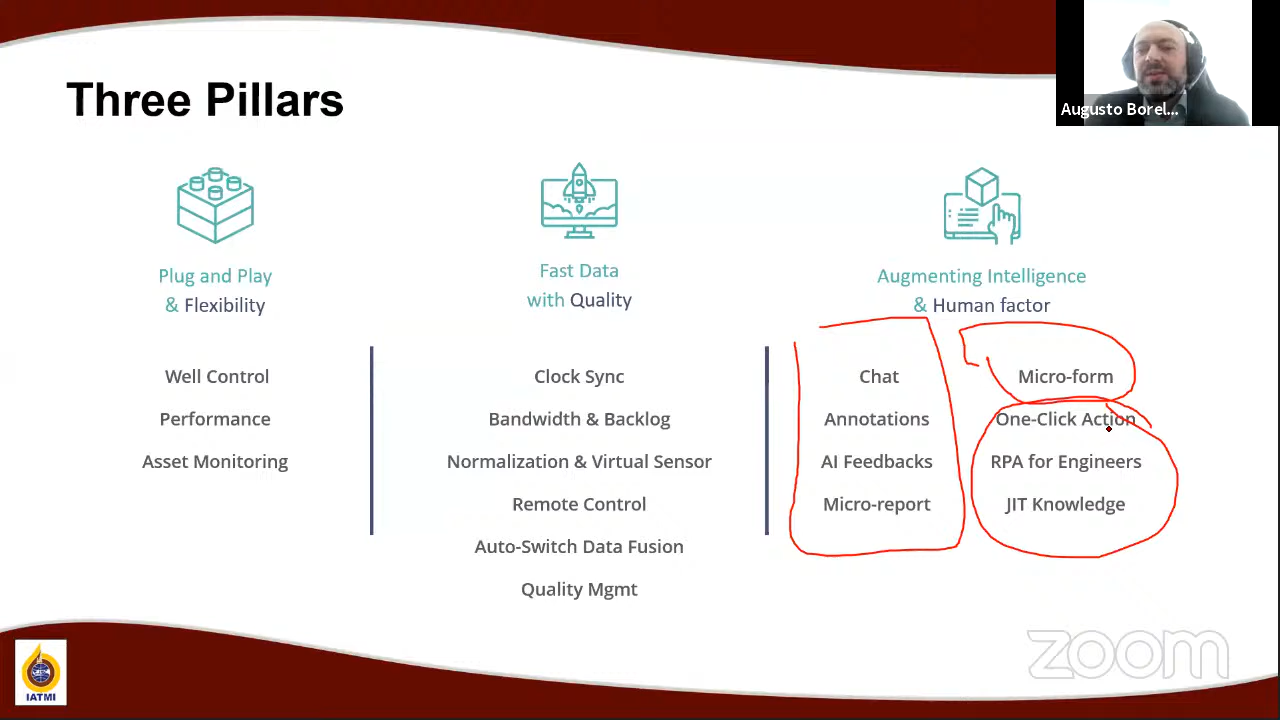 Three Pillars
Augusto Borel...
Plug and Play
& Flexibility
Well Control
Performance
Asset Monitoring
Fast Data
with Quality
Clock Sync
Bandwidth & Backlog
Normalization & Virtual Sensor
Remote Control
Auto-Switch Data Fusion
Quality Mgmt
Augmenting Intelligence
& Human factor
Chat
Annotations
AI Feedbacks
Micro-report
Micro-form
One-Click Action
RPA for Engineers
JIT Knowledge
IATMI
zoom